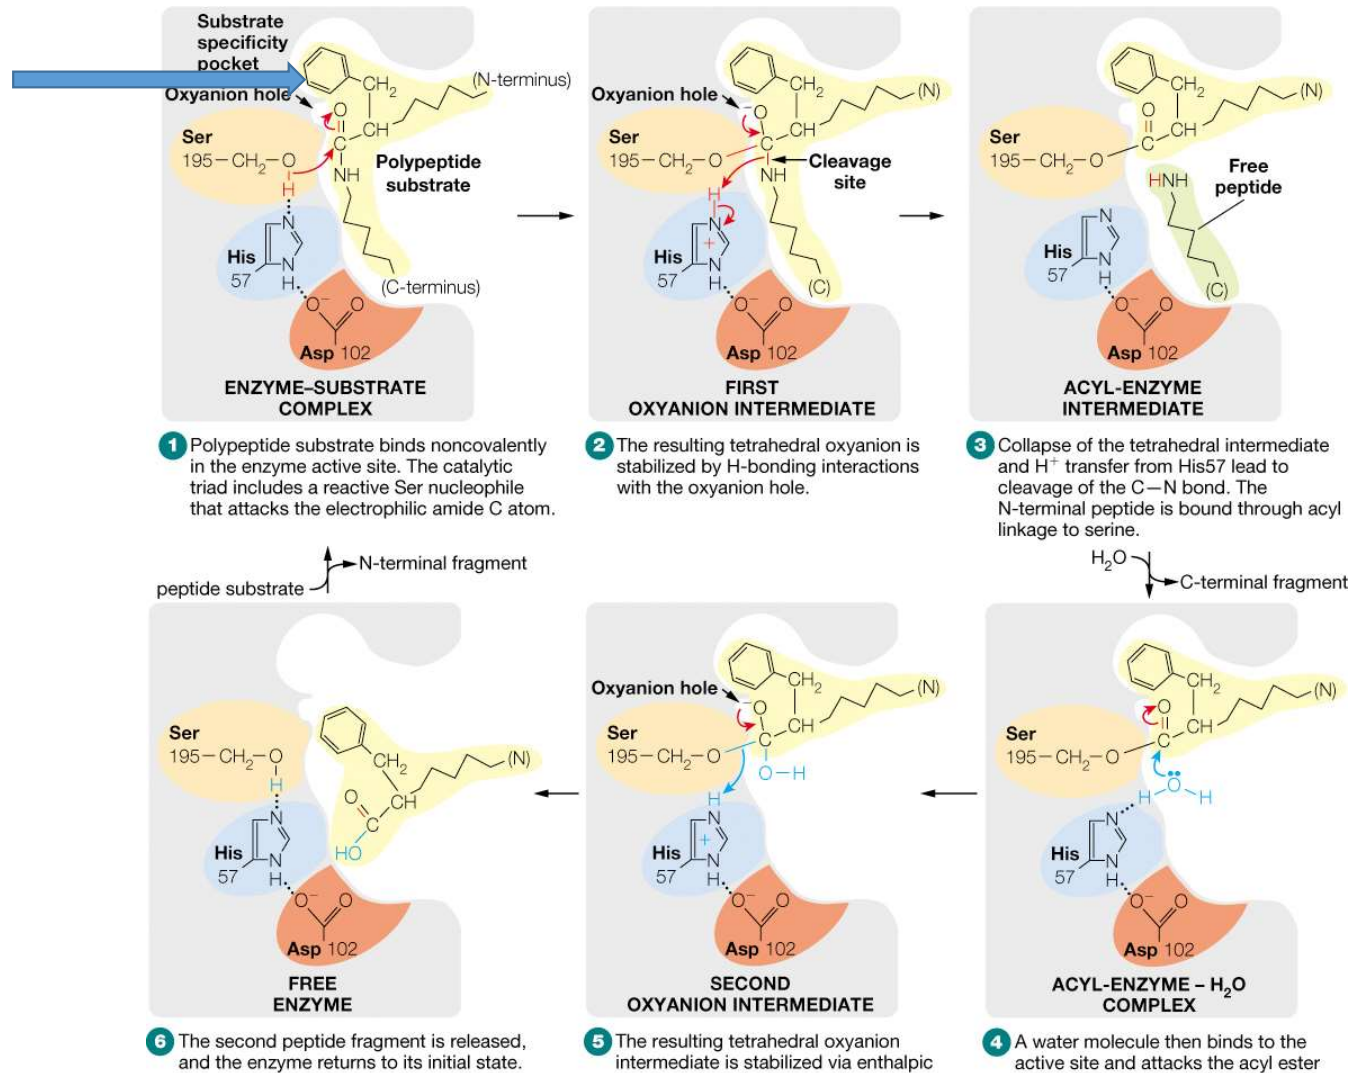 Substrate
specificity
pocket
Oxyanion hole
CH2
(N-terminus)
O
C
CH
Ser
195–CH2–O
H
NH
Polypeptide
substrate
N
His
57
N
H
O−
O
(C-terminus)
Asp 102
ENZYME–SUBSTRATE
COMPLEX
1 Polypeptide substrate binds noncovalently
in the enzyme active site. The catalytic
triad includes a reactive Ser nucleophile
that attacks the electrophilic amide C atom.
Oxyanion hole
CH2
(N)
−O
C
CH
Ser
195–CH2–O
NH
Cleavage
site
H
N
+
His
57
N
H
O−
O
(C)
Asp 102
FIRST
OXYANION INTERMEDIATE
2 The resulting tetrahedral oxyanion is
stabilized by H-bonding interactions
with the oxyanion hole.
CH2
(N)
O
C
CH
Ser
195–CH2–O
HNH
Free
peptide
N
His
57
N
H
O−
O
(C)
Asp 102
ACYL-ENZYME
INTERMEDIATE
3 Collapse of the tetrahedral intermediate
and H+ transfer from His57 lead to
cleavage of the C—N bond. The
N-terminal peptide is bound through acyl
linkage to serine.
H2O
C-terminal fragment
N-terminal fragment
peptide substrate
Ser
195–CH2–O
H
CH2
(N)
O
CH
C
HO
N
His
57
N
H
O−
O
Asp 102
FREE
ENZYME
6 The second peptide fragment is released,
and the enzyme returns to its initial state.
Oxyanion hole
CH2
(N)
−O
C
CH
Ser
195–CH2–O
O–H
H
N
+
His
57
N
H
O−
O
Asp 102
SECOND
OXYANION INTERMEDIATE
5 The resulting tetrahedral oxyanion
intermediate is stabilized via enthalpic
CH2
(N)
O
C
CH
Ser
195–CH2–O
H
O
H
N
His
57
N
H
O−
O
Asp 102
ACYL-ENZYME – H2O
COMPLEX
4 A water molecule then binds to the
active site and attacks the acyl ester